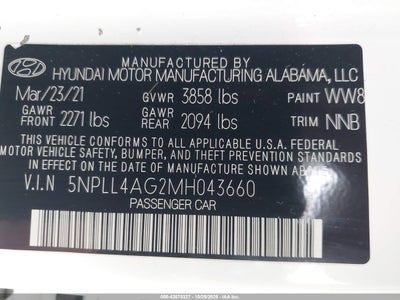 HYUNDAI MOTOR MANUFACTURING ALABAMA, LLC
Mar/23/21 GVWR 3858 lbs PAINT WW8
GAWR FRONT 2271 lbs GAWR REAR 2094 lbs TRIM NNB
THIS VEHICLE CONFORMS TO ALL APPLICABLE U.S.A. FEDERAL
MOTOR VEHICLE SAFETY, BUMPER, AND THEFT PREVENTION STANDARDS
IN EFFECT ON THE DATE OF MANUFACTURE SHOWN ABOVE.
V.I.N 5NPLL4AG2MH043660
PASSENGER CAR